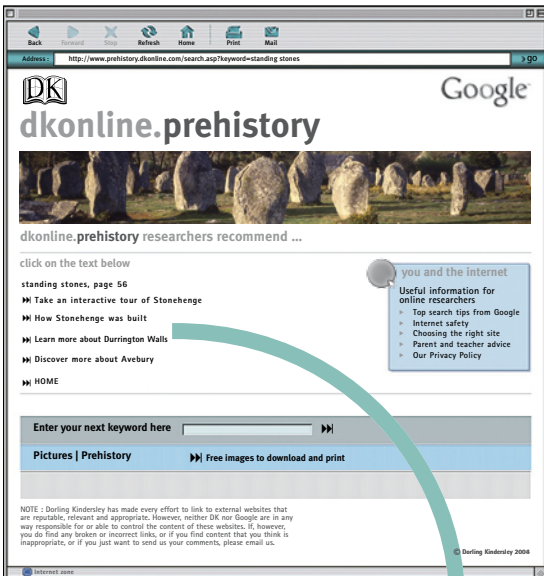 Back Forward Stop Refresh Home Print Mail
Address : http://www.prehistory.dkonline.com/search.asp?keyword=standing stones go
DK Google
dkonline.prehistory
dkonline.prehistory researchers recommend ...
click on the text below
standing stones, page 56
Take an interactive tour of Stonehenge
How Stonehenge was built
Learn more about Durrington Walls
Discover more about Avebury
HOME
you and the internet
Useful information for
online researchers
Top search tips from Google
Internet safety
Choosing the right site
Parent and teacher advice
Our Privacy Policy
Enter your next keyword here
Pictures | Prehistory Free images to download and print
NOTE : Dorling Kindersley has made every effort to link to external websites that
are reputable, relevant and appropriate. However, neither DK nor Google are in any
way responsible for or able to control the content of these websites. If, however,
you do find any broken or incorrect links, or if you find content that you think is
inappropriate, or if you just want to send us your comments, please email us.
© Dorling Kindersley 2004
internet zone